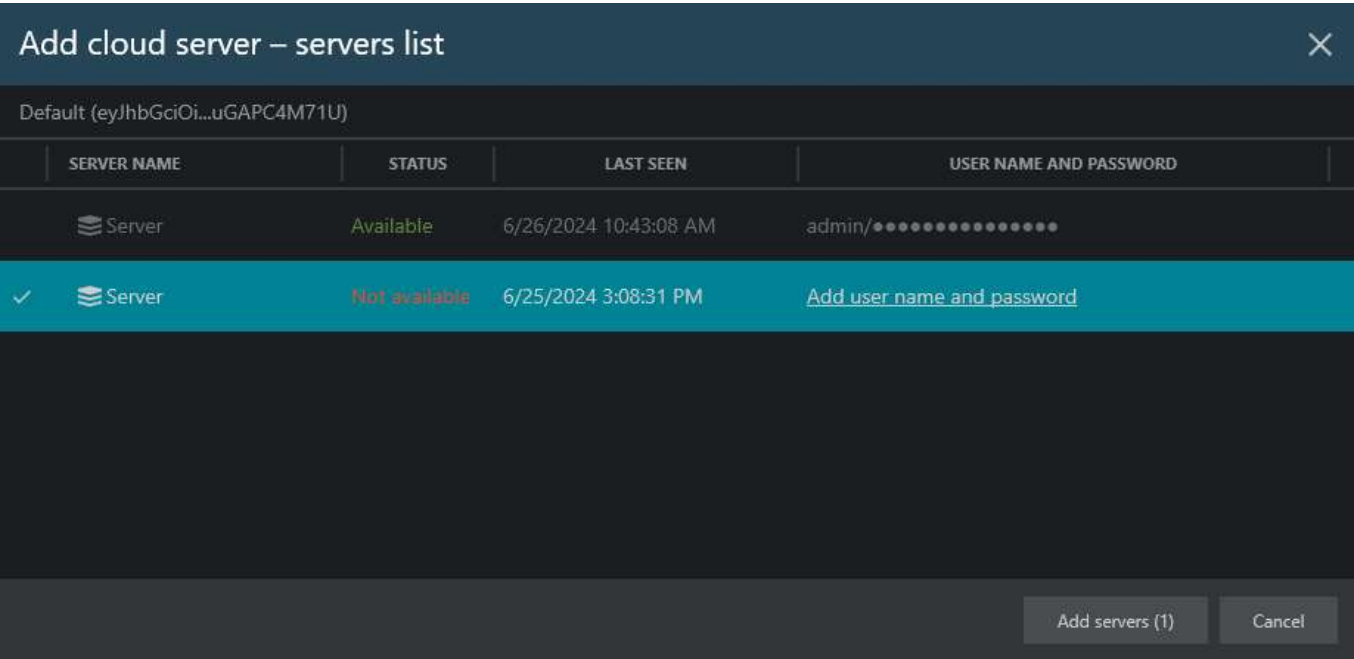 Add cloud server – servers list
Default (eyJhbGciOi...uGAPC4M71U)
SERVER NAME STATUS LAST SEEN USER NAME AND PASSWORD
Server Available 6/26/2024 10:43:08 AM admin/●●●●●●●●●●●●●●●
Server Not available 6/25/2024 3:08:31 PM Add user name and password
Add servers (1) Cancel